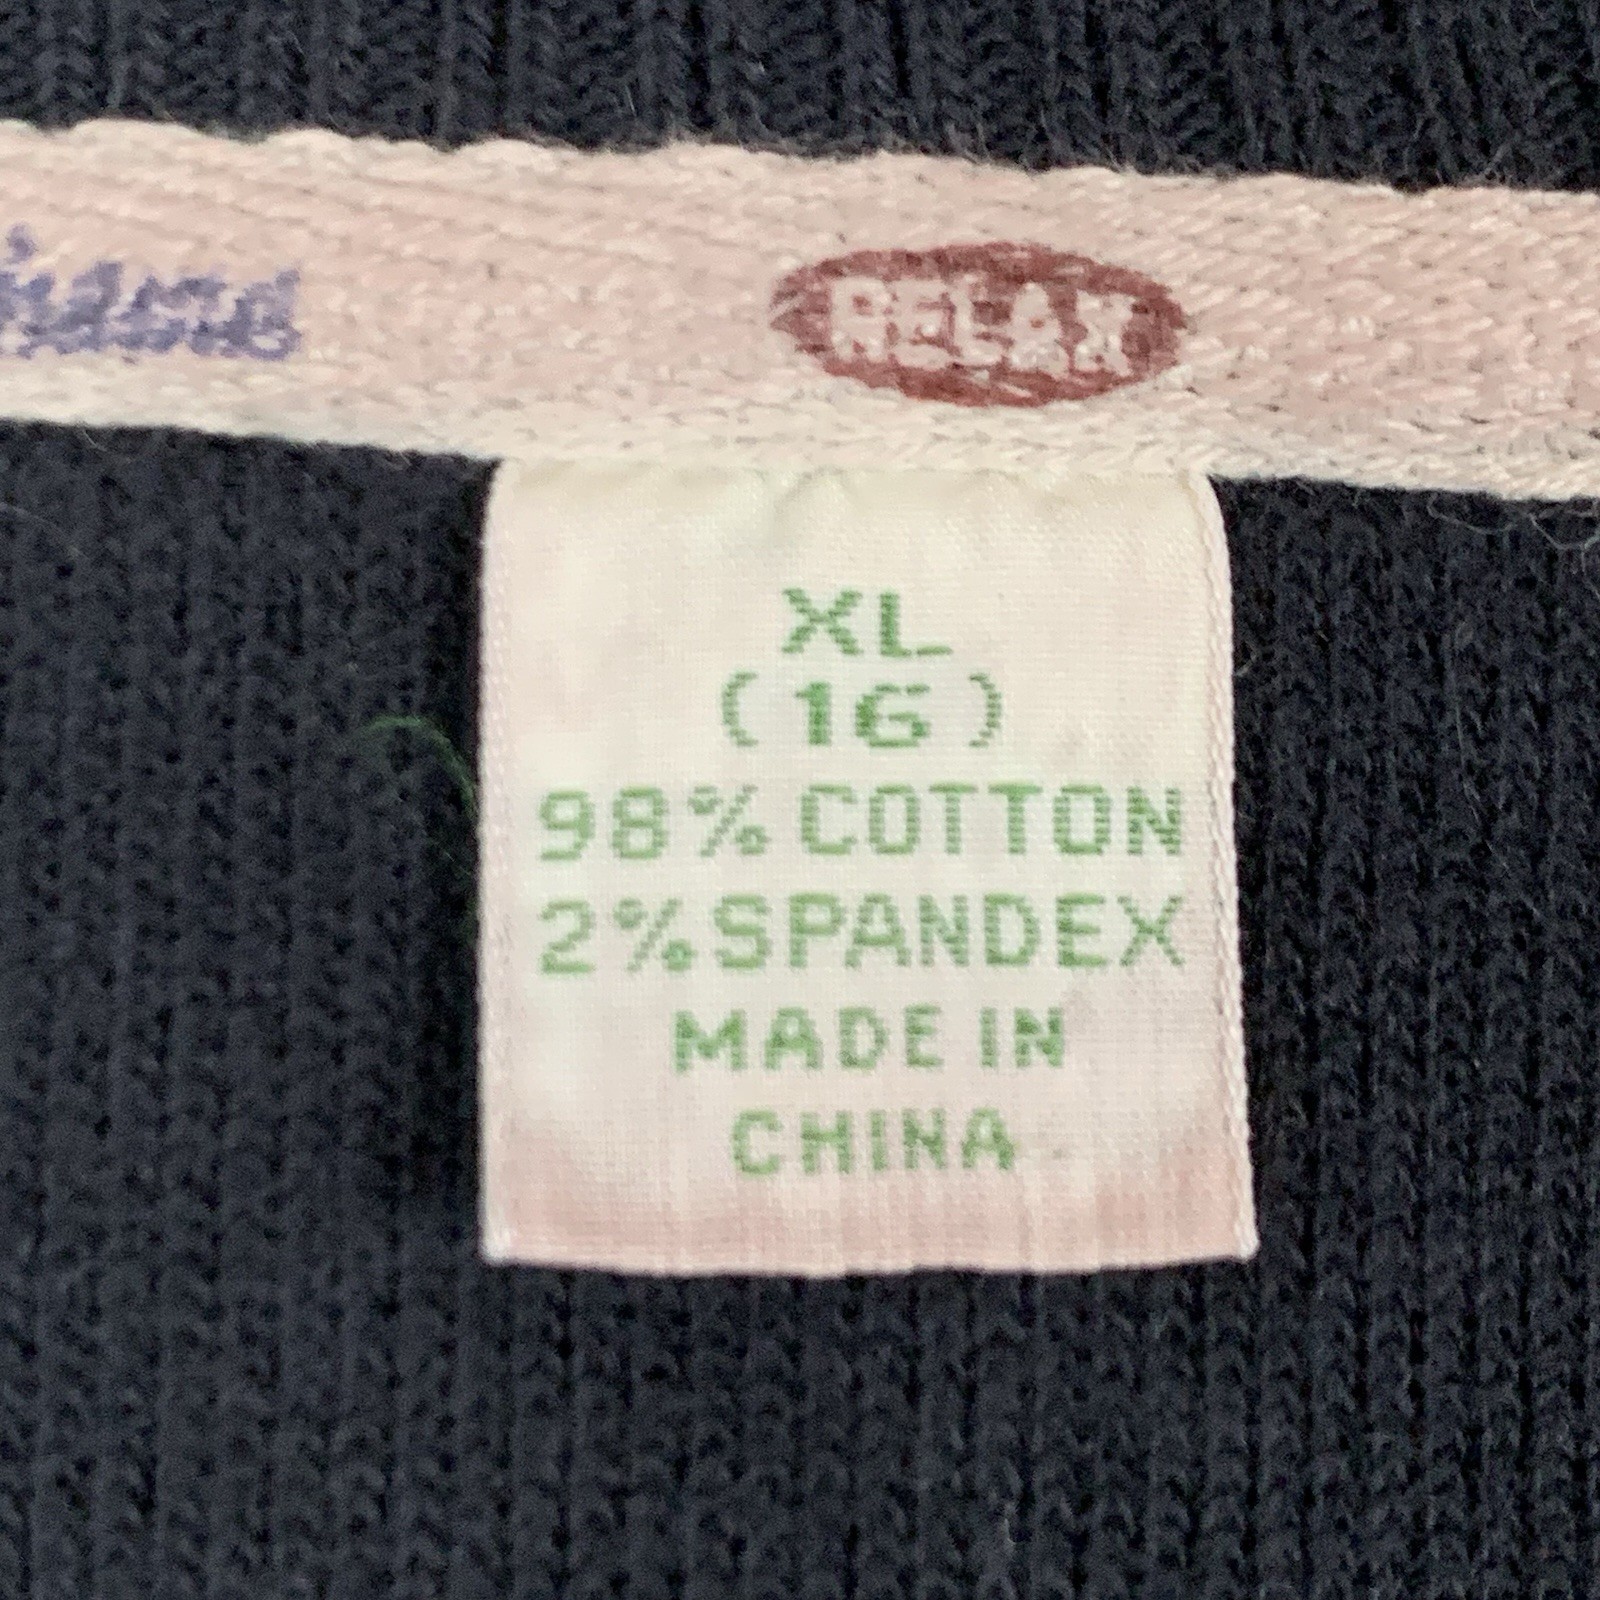 RELAX
XL
(16)
98% COTTON
2% SPANDEX
MADE IN
CHINA